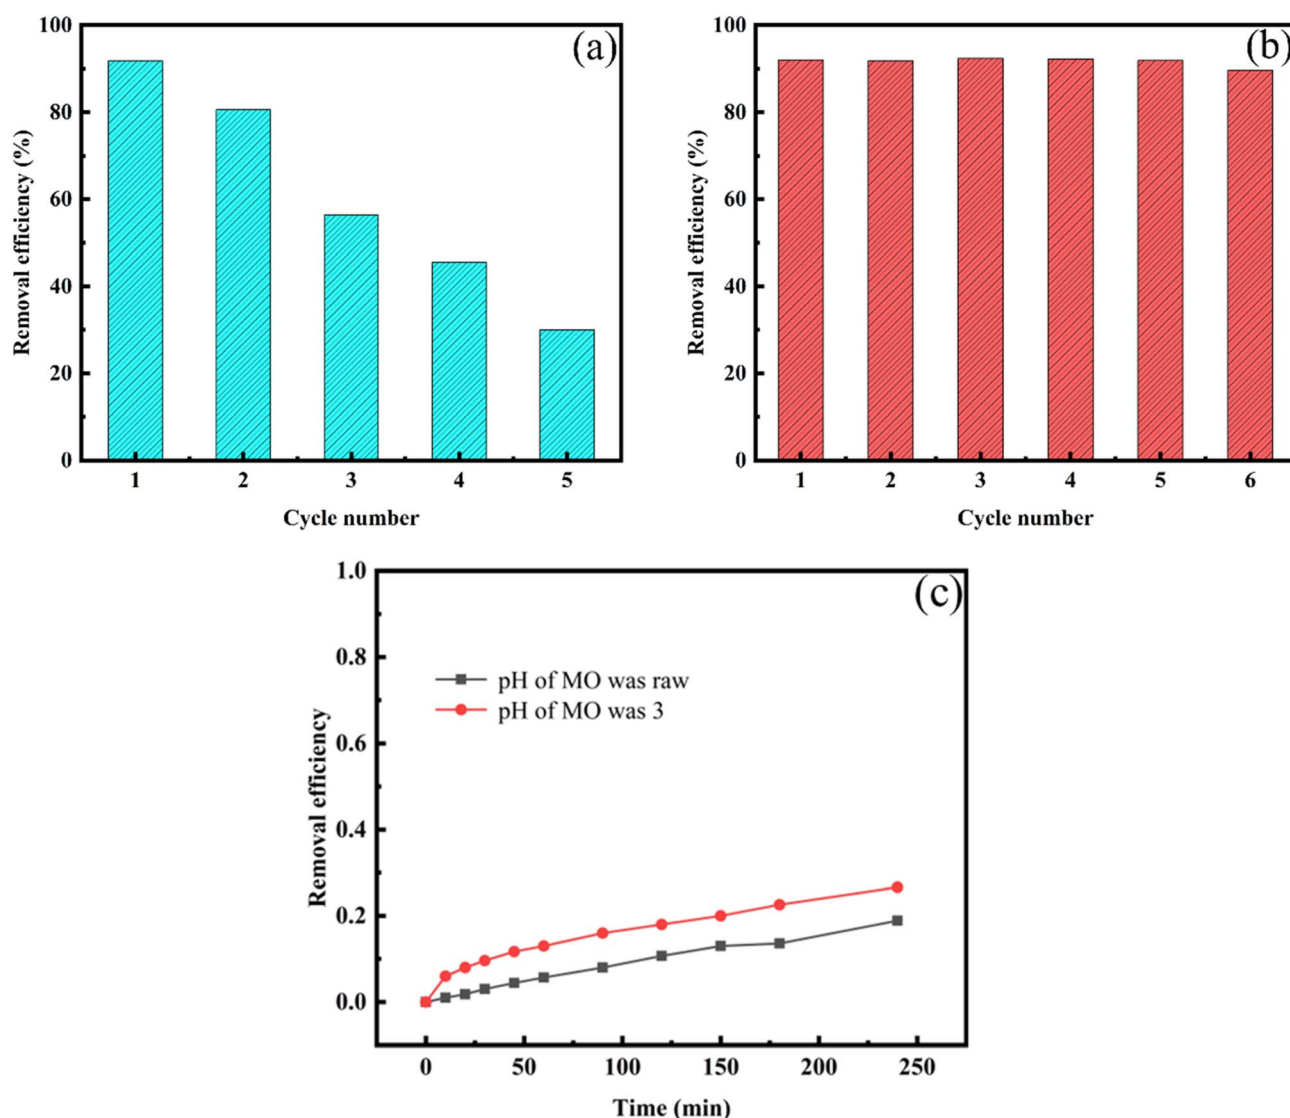 (a)
100
80
60
40
20
0
Removal efficiency (%)
1 2 3 4 5
Cycle number
(b)
100
80
60
40
20
0
Removal efficiency (%)
1 2 3 4 5 6
Cycle number
(c)
1.0
0.8
0.6
0.4
0.2
0.0
Removal efficiency
pH of MO was raw
pH of MO was 3
0 50 100 150 200 250
Time (min)